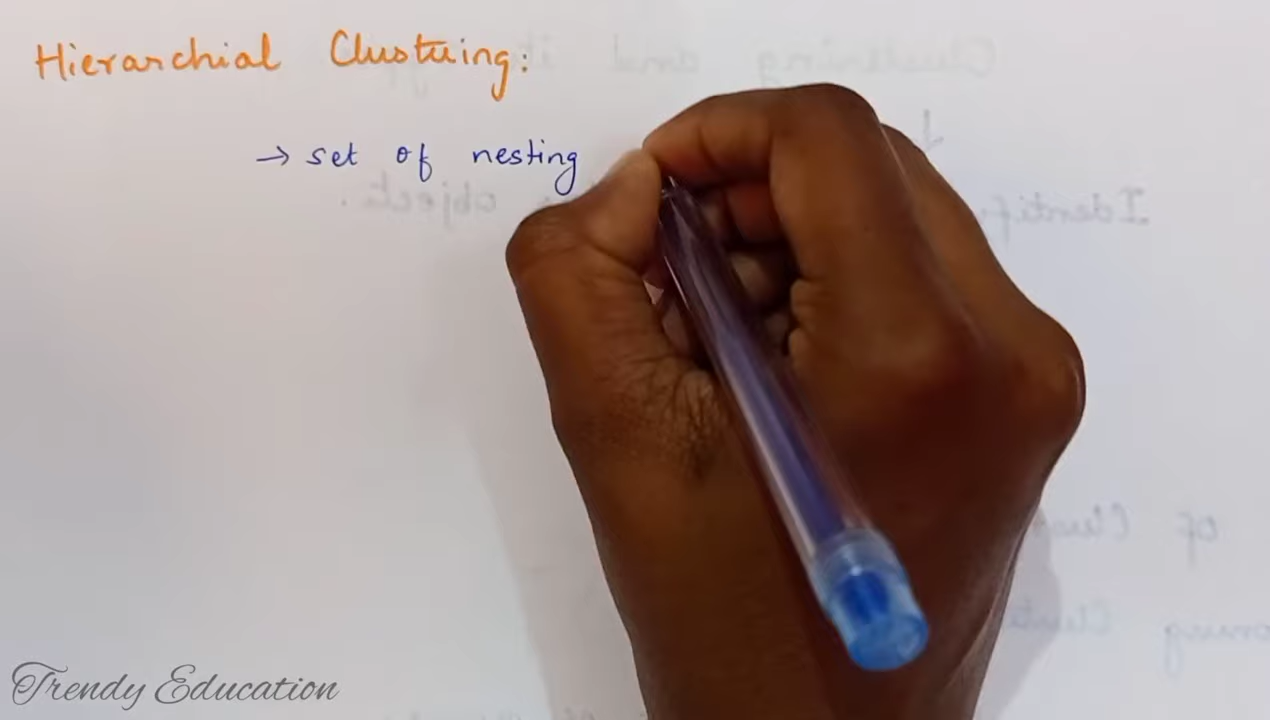 Hierarchial Clustering:
→ set of nesting
Trendy Education